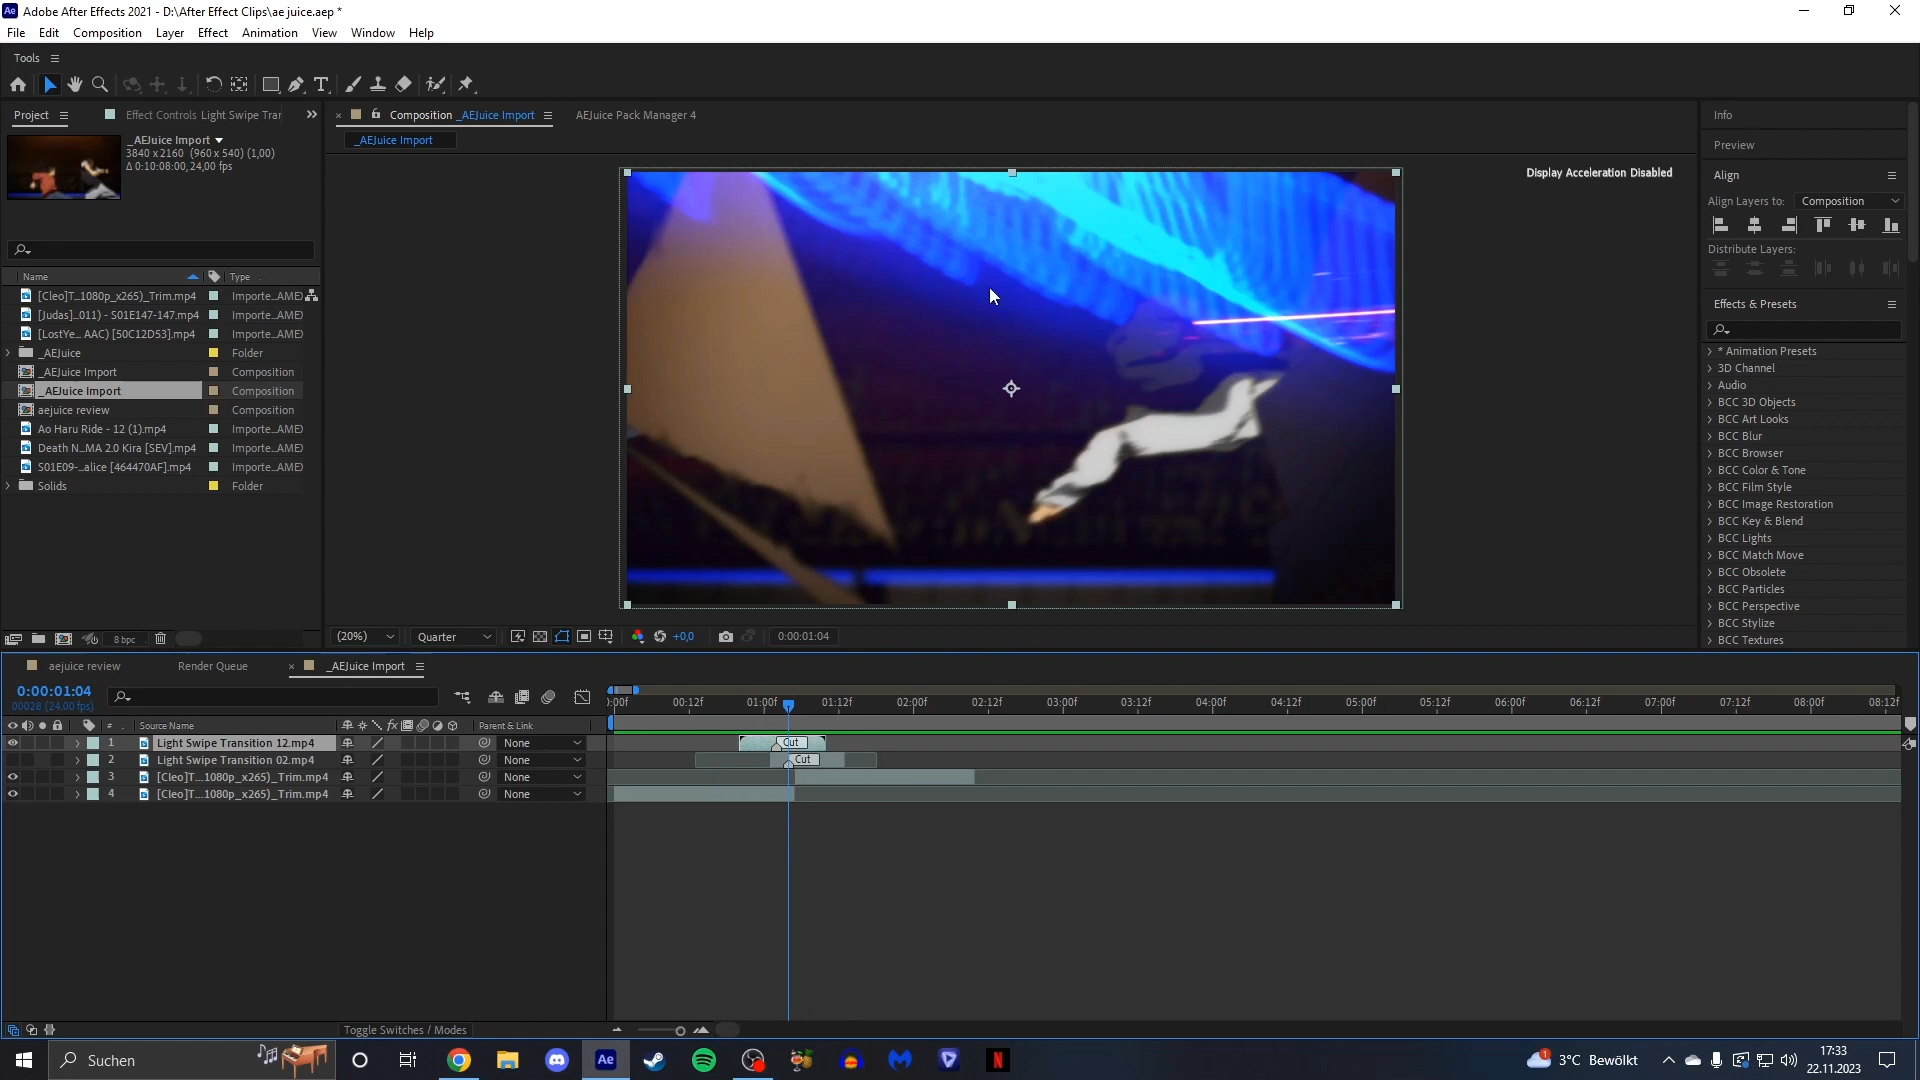 Adobe After Effects 2021 - D:\After Effect Clips\ae juice.aep *
File Edit Composition Layer Effect Animation View Window Help
Tools
Project
Effect Controls Light Swipe Trar
Composition _AEJuice Import
AEJuice Pack Manager 4
_AEJuice Import
_AEJuice Import
3840 x 2160 (960 x 540) (1,00)
Δ 0:10:08:00, 24,00 fps
Display Acceleration Disabled
Info
Preview
Align
Align Layers to: Composition
Distribute Layers:
Effects & Presets
Name Type
[Cleo]T...1080p_x265)_Trim.mp4 Importe...AME)
[Judas]...011) - S01E147-147.mp4 Importe...AME)
[LostYe... AAC) [50C12D53].mp4 Importe...AME)
_AEJuice Folder
_AEJuice Import Composition
_AEJuice Import Composition
aejuice review Composition
Ao Haru Ride - 12 (1).mp4 Importe...AME)
Death N...MA 2.0 Kira [SEV].mp4 Importe...AME)
S01E09-...alice [464470AF].mp4 Importe...AME)
Solids Folder
* Animation Presets
3D Channel
Audio
BCC 3D Objects
BCC Art Looks
BCC Blur
BCC Browser
BCC Color & Tone
BCC Film Style
BCC Image Restoration
BCC Key & Blend
BCC Lights
BCC Match Move
BCC Obsolete
BCC Particles
BCC Perspective
BCC Stylize
BCC Textures
8 bpc
(20%) Quarter +0,0 0:00:01:04
aejuice review
Render Queue
_AEJuice Import
0:00:01:04
00028 (24.00 fps)
:00f 00:12f 01:00f 01:12f 02:00f 02:12f 03:00f 03:12f 04:00f 04:12f 05:00f 05:12f 06:00f 06:12f 07:00f 07:12f 08:00f 08:12f
# Source Name fx Parent & Link
1 Light Swipe Transition 12.mp4 None Cut
2 Light Swipe Transition 02.mp4 None Cut
3 [Cleo]T...1080p_x265)_Trim.mp4 None
4 [Cleo]T...1080p_x265)_Trim.mp4 None
Toggle Switches / Modes
Suchen
Ae
N
1
3°C Bewölkt
17:33
22.11.2023